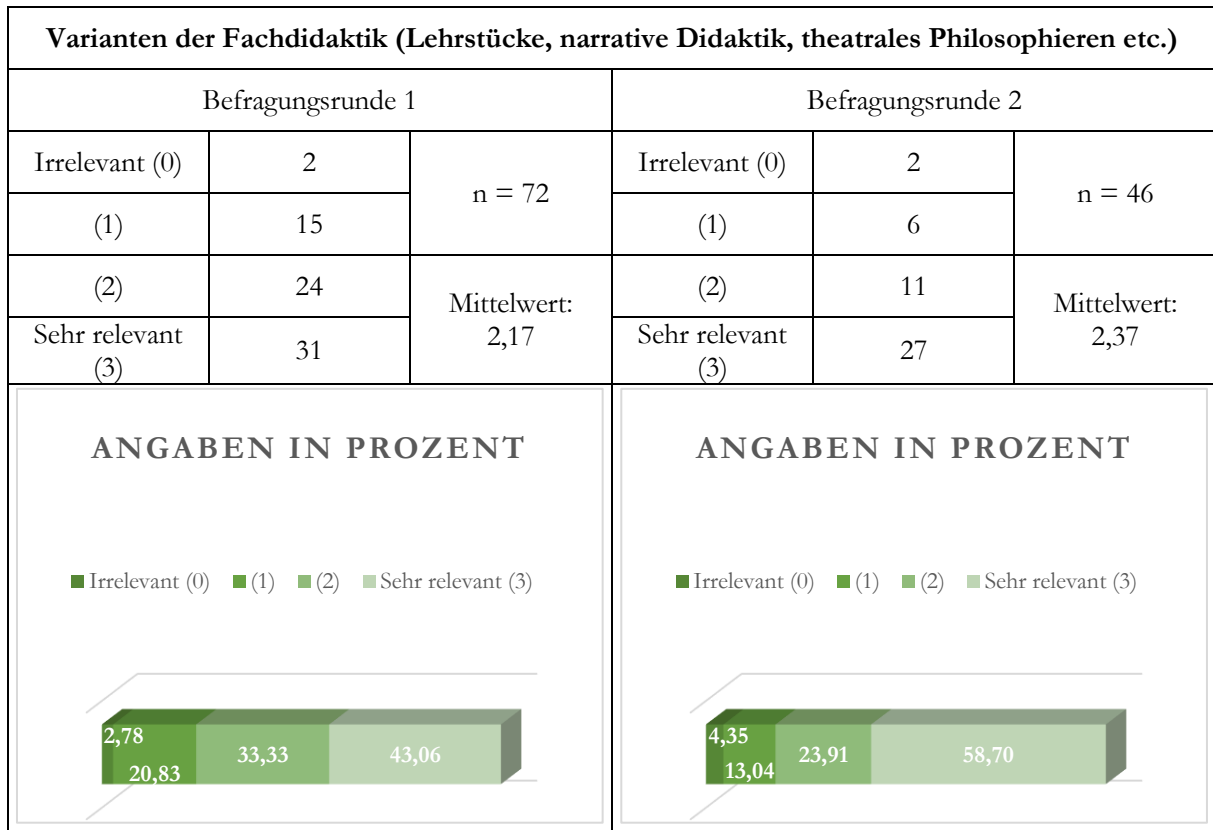 Varianten der Fachdidaktik (Lehrstücke, narrative Didaktik, theatrales Philosophieren etc.)
Befragungsrunde 1
Irrelevant (0)
2
n = 72
(1)
15
(2)
24
Mittelwert:
2,17
Sehr relevant
(3)
31
Befragungsrunde 2
Irrelevant (0)
2
n = 46
(1)
6
(2)
11
Mittelwert:
2,37
Sehr relevant
(3)
27
ANGABEN IN PROZENT
Irrelevant (0) (1) (2) Sehr relevant (3)
2,78
20,83
33,33
43,06
ANGABEN IN PROZENT
Irrelevant (0) (1) (2) Sehr relevant (3)
4,35
13,04
23,91
58,70